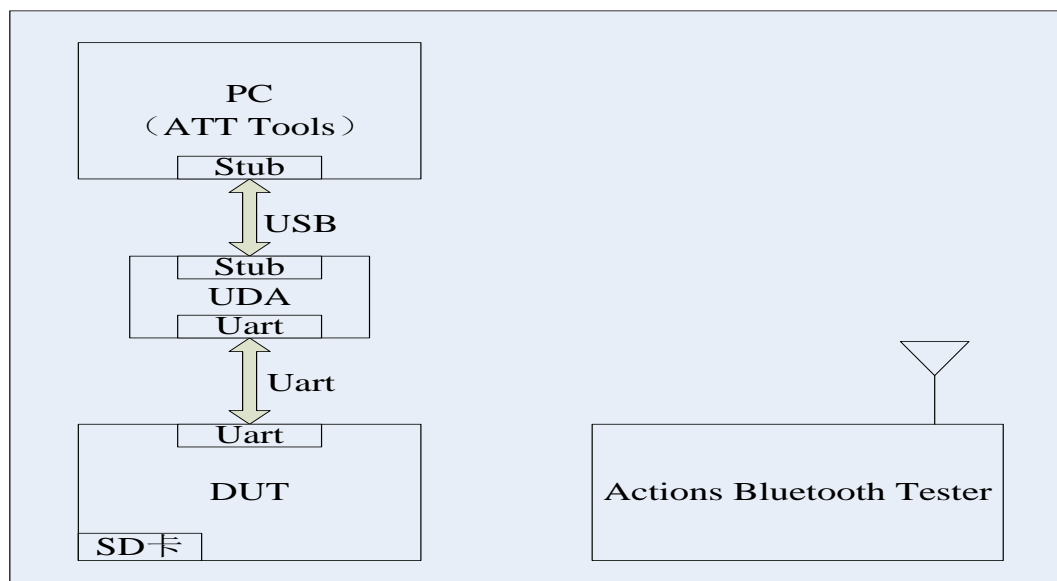 PC
（ATT Tools）
Stub
USB
Stub
UDA
Uart
Uart
Uart
DUT
SD卡
Actions Bluetooth Tester